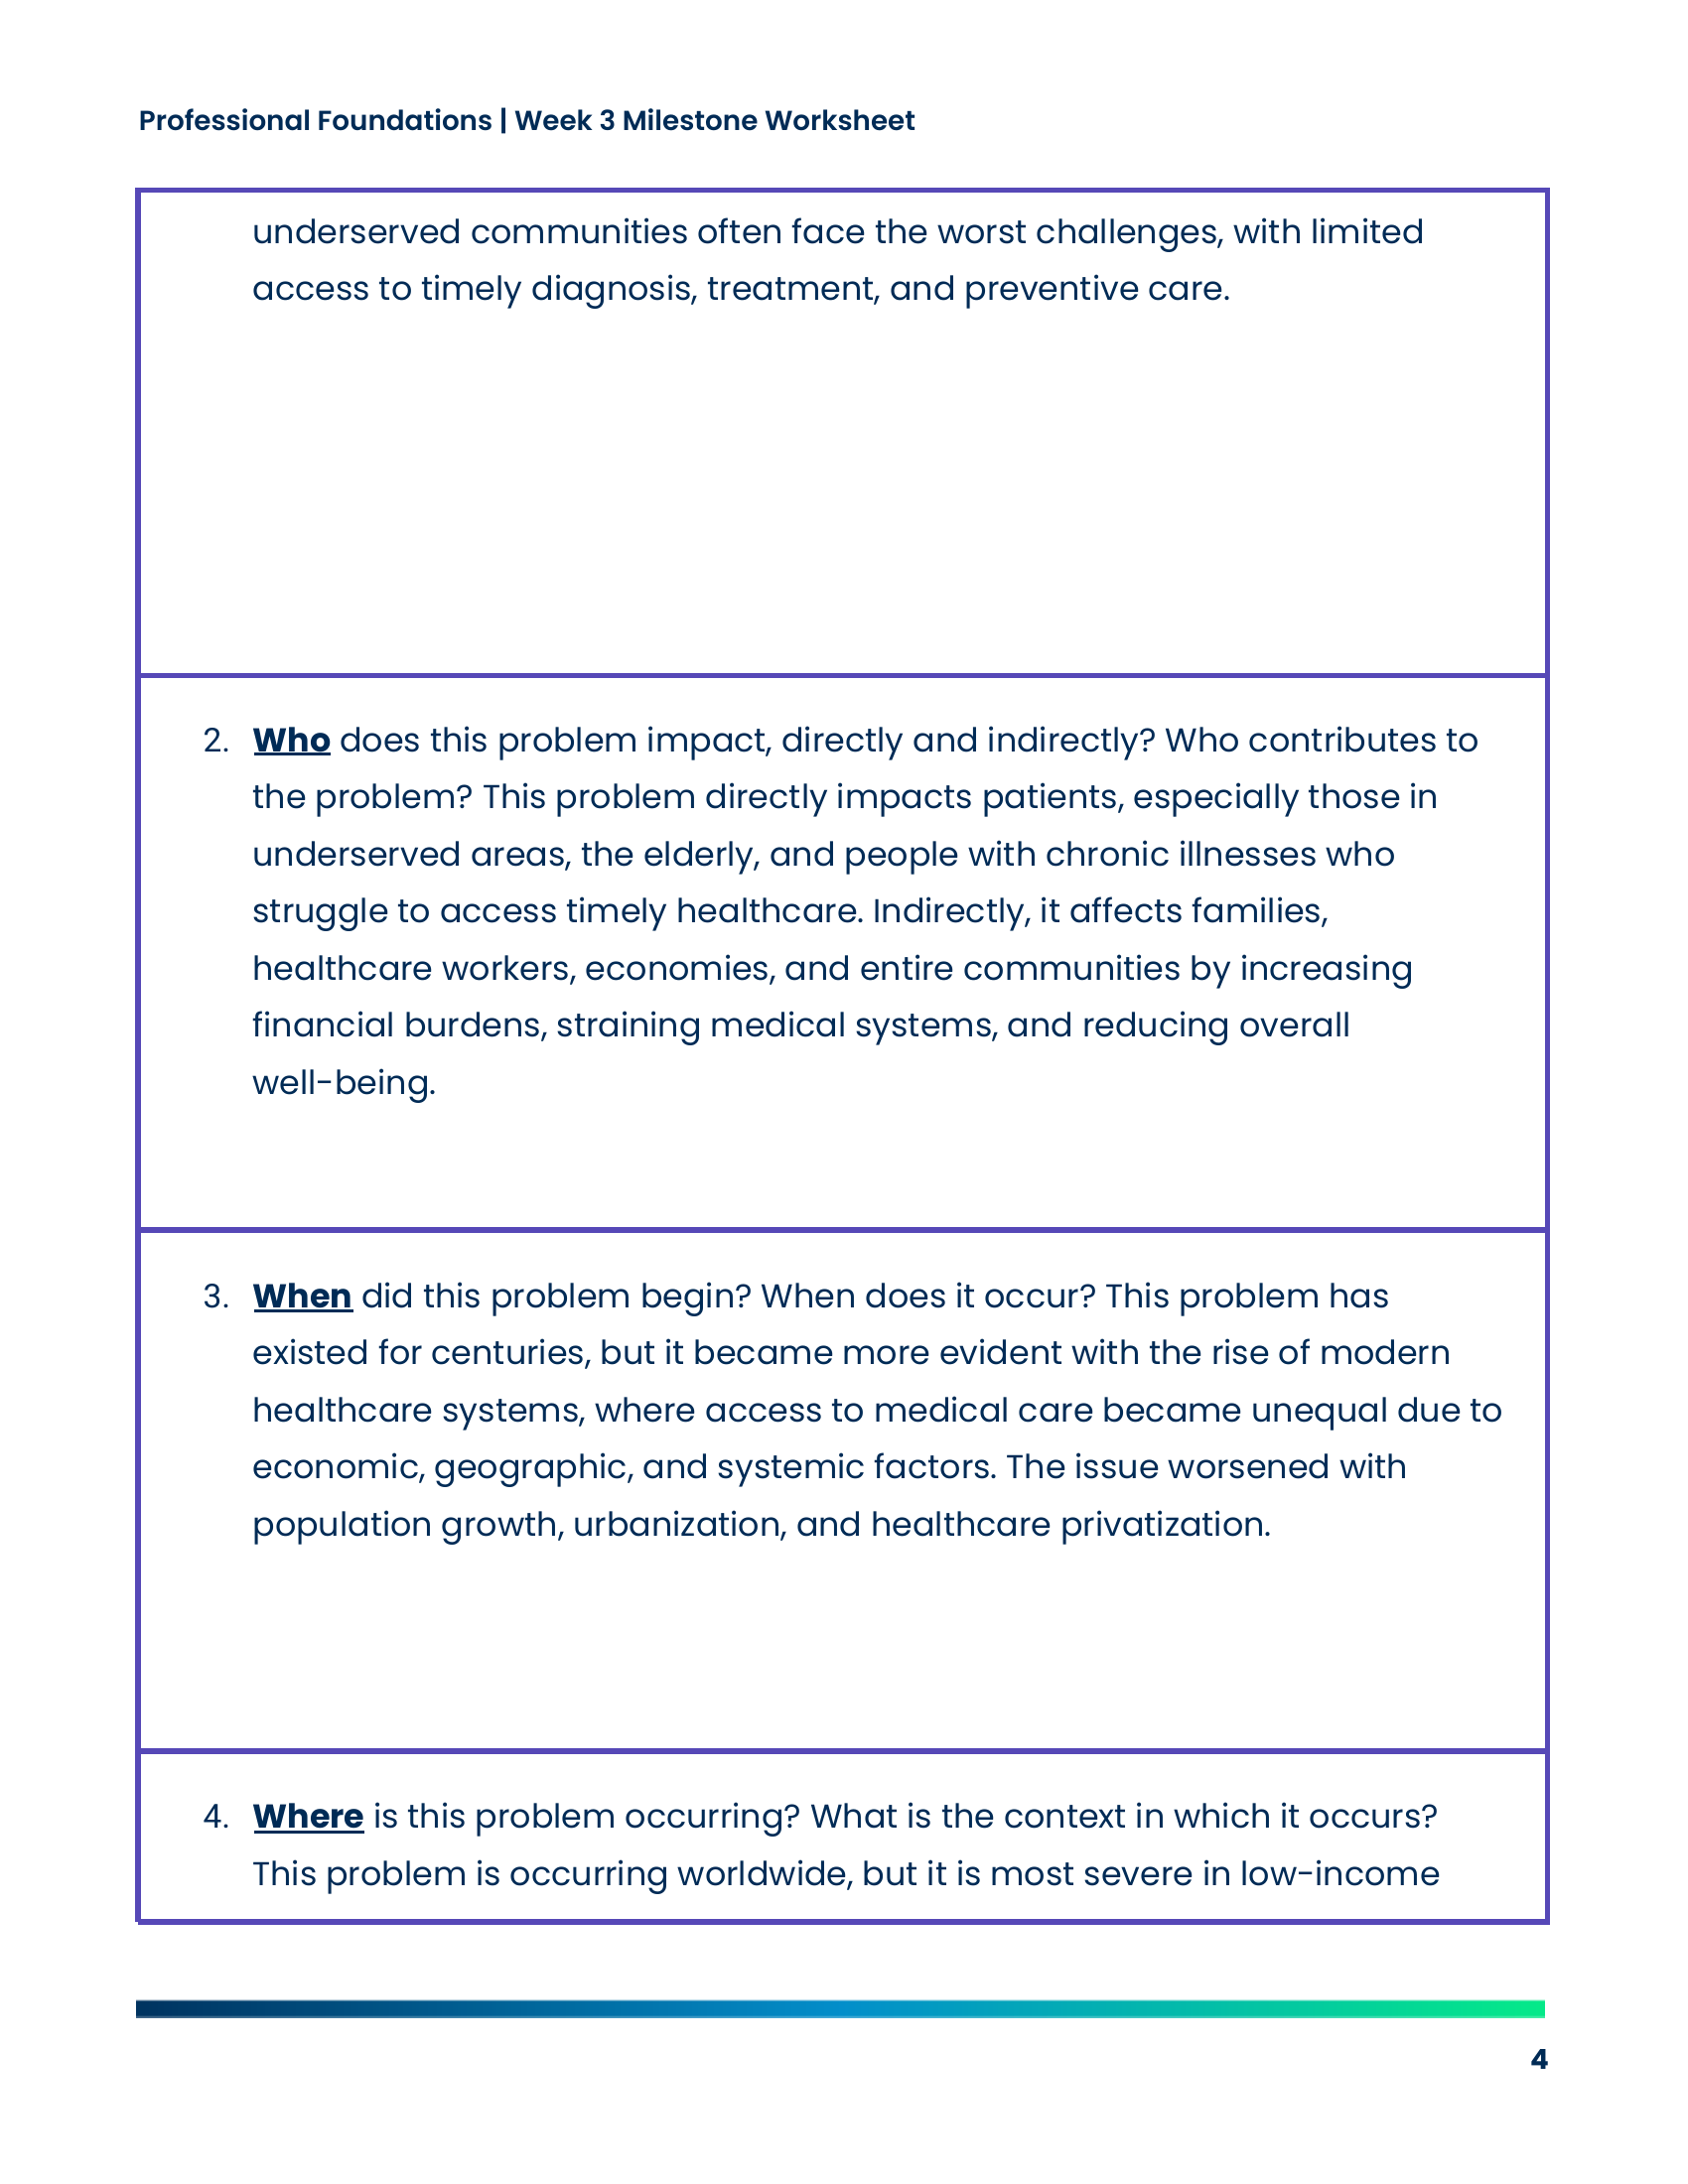 Professional Foundations | Week 3 Milestone Worksheet
underserved communities often face the worst challenges, with limited
access to timely diagnosis, treatment, and preventive care.
2. Who does this problem impact, directly and indirectly? Who contributes to
the problem? This problem directly impacts patients, especially those in
underserved areas, the elderly, and people with chronic illnesses who
struggle to access timely healthcare. Indirectly, it affects families,
healthcare workers, economies, and entire communities by increasing
financial burdens, straining medical systems, and reducing overall
well-being.
3. When did this problem begin? When does it occur? This problem has
existed for centuries, but it became more evident with the rise of modern
healthcare systems, where access to medical care became unequal due to
economic, geographic, and systemic factors. The issue worsened with
population growth, urbanization, and healthcare privatization.
4. Where is this problem occurring? What is the context in which it occurs?
This problem is occurring worldwide, but it is most severe in low-income
4